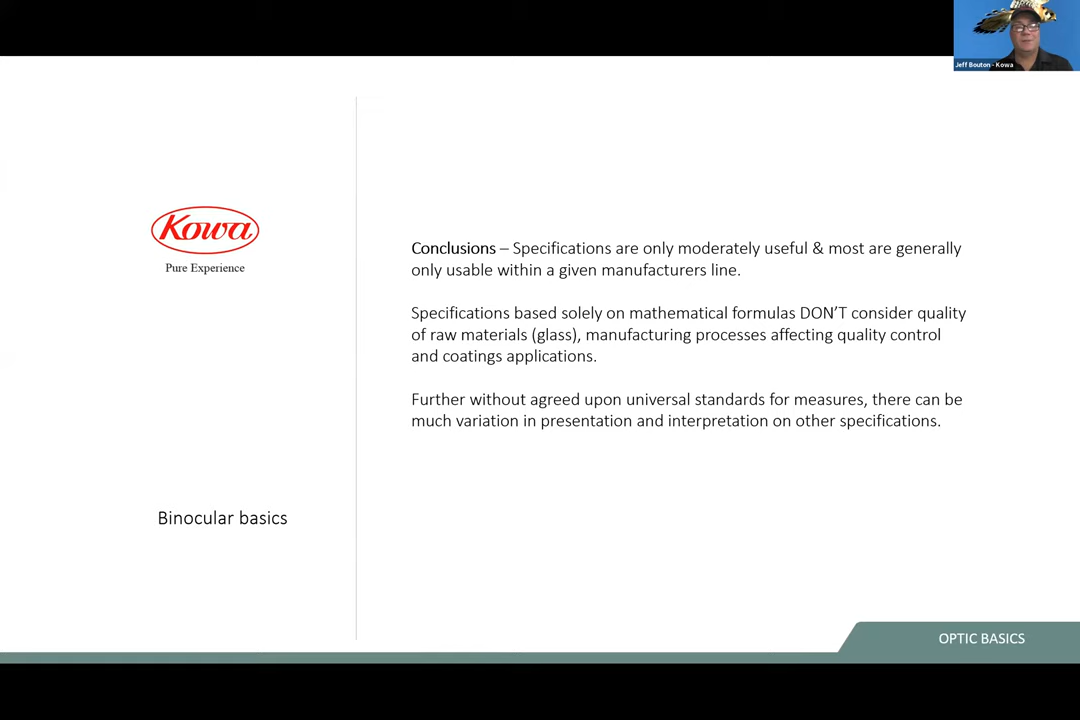 Jeff Bouton - Kowa
Kowa
Pure Experience
Binocular basics
Conclusions – Specifications are only moderately useful & most are generally
only usable within a given manufacturers line.
Specifications based solely on mathematical formulas DON'T consider quality
of raw materials (glass), manufacturing processes affecting quality control
and coatings applications.
Further without agreed upon universal standards for measures, there can be
much variation in presentation and interpretation on other specifications.
OPTIC BASICS